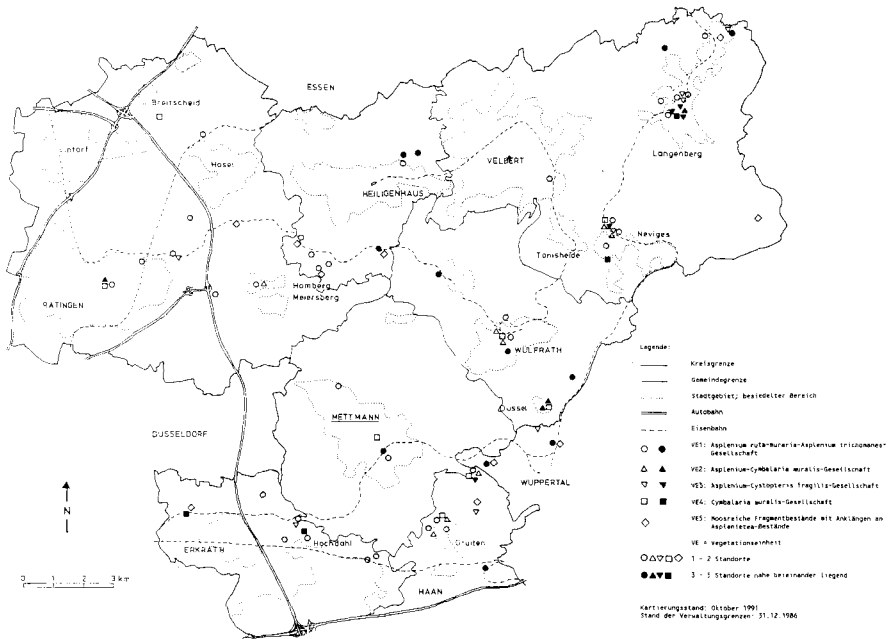 ESSEN
Breitscheid
Lintorf
Hösel
VELBERT
Langenberg
HEILIGENHAUS
Neviges
Tönisheide
RATINGEN
Homberg
Meiersberg
WÜLFRATH
METTMANN
Düssel
DÜSSELDORF
WUPPERTAL
N
ERKRATH
Hochdahl
Gruiten
HAAN
0 1 2 3 km
Legende:
Kreisgrenze
Gemeindegrenze
Stadtgebiet; besiedelter Bereich
Autobahn
Eisenbahn
VE1: Asplenium ruta-muraria-Asplenium trichomanes-
Gesellschaft
VE2: Asplenium-Cymbalaria muralis-Gesellschaft
VE3: Asplenium-Cystopteris fragilis-Gesellschaft
VE4: Cymbalaria muralis-Gesellschaft
VE5: Moosreiche Fragmentbestände mit Anklängen an
Asplenietea-Bestände
VE = Vegetationseinheit
1 - 2 Standorte
3 - 5 Standorte nahe beieinander liegend
Kartierungsstand: Oktober 1991
Stand der Verwaltungsgrenzen: 31.12.1986